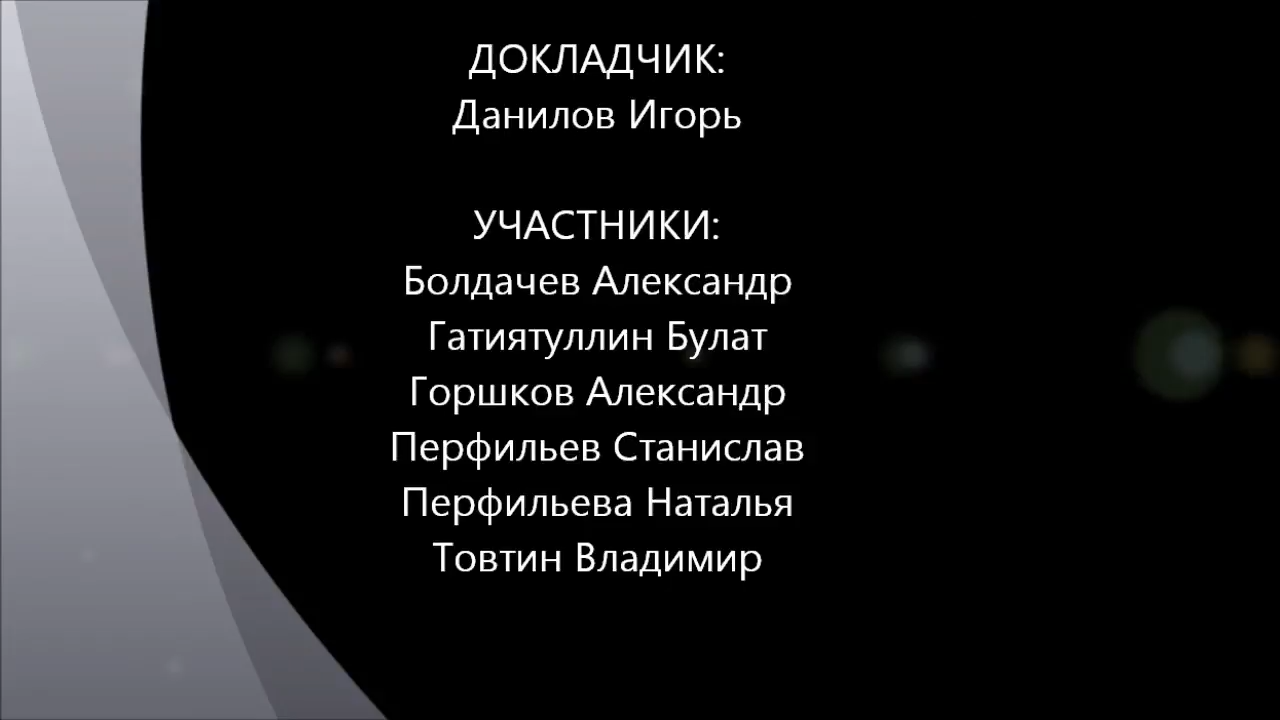 ДОКЛАДЧИК:
Данилов Игорь
УЧАСТНИКИ:
Болдачев Александр
Гатиятуллин Булат
Горшков Александр
Перфильев Станислав
Перфильева Наталья
Товтин Владимир